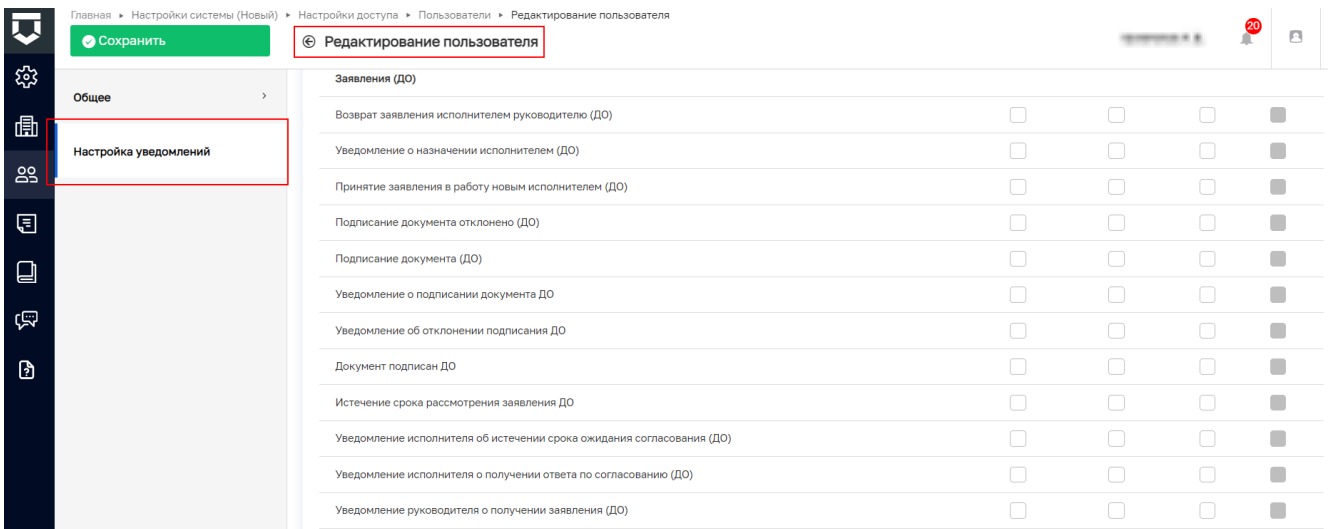 Главная ▸ Настройки системы (Новый) ▸ Настройки доступа ▸ Пользователи ▸ Редактирование пользователя
Сохранить
Редактирование пользователя
20
Общее
Настройка уведомлений
Заявления (ДО)
Возврат заявления исполнителем руководителю (ДО)
Уведомление о назначении исполнителем (ДО)
Принятие заявления в работу новым исполнителем (ДО)
Подписание документа отклонено (ДО)
Подписание документа (ДО)
Уведомление о подписании документа ДО
Уведомление об отклонении подписания ДО
Документ подписан ДО
Истечение срока рассмотрения заявления ДО
Уведомление исполнителя об истечении срока ожидания согласования (ДО)
Уведомление исполнителя о получении ответа по согласованию (ДО)
Уведомление руководителя о получении заявления (ДО)